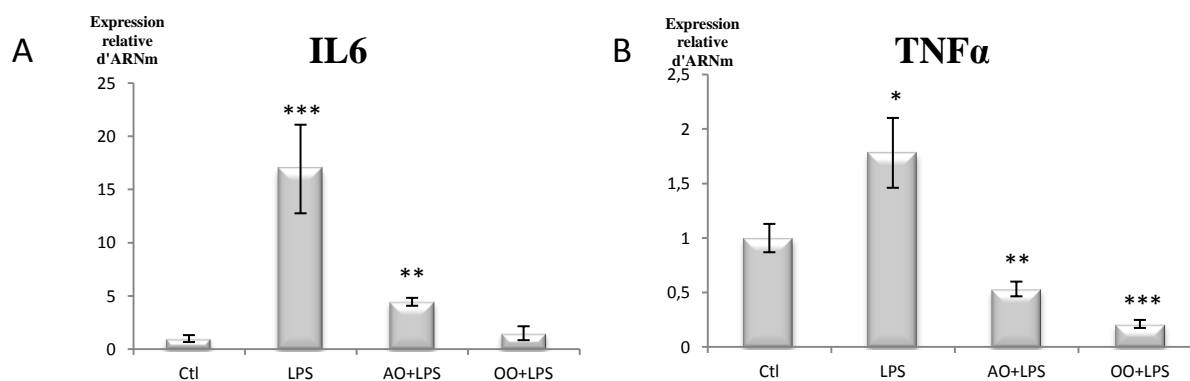 A
Expression
relative
d'ARNm
IL6
25
20
15
10
5
0
***
**
Ctl
LPS
AO+LPS
OO+LPS
B
Expression
relative
d'ARNm
TNFα
2,5
2
1,5
1
0,5
0
*
**
***
Ctl
LPS
AO+LPS
OO+LPS